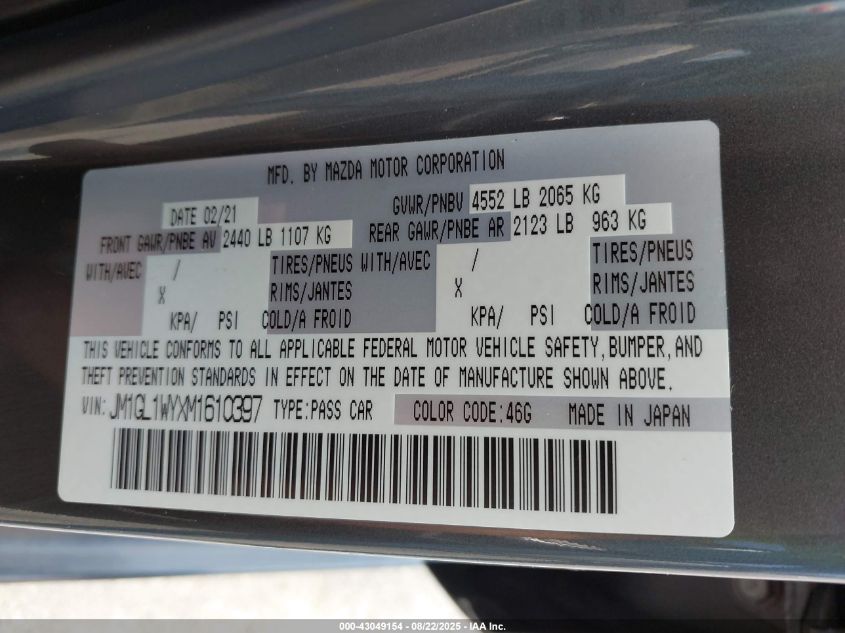 MFD. BY MAZDA MOTOR CORPORATION
DATE 02/21 GVWR/PNBV 4552 LB 2065 KG
FRONT GAWR/PNBE AV 2440 LB 1107 KG REAR GAWR/PNBE AR 2123 LB 963 KG
WITH/AVEC / TIRES/PNEUS WITH/AVEC / TIRES/PNEUS
X RIMS/JANTES X RIMS/JANTES
KPA/ PSI COLD/A FROID KPA/ PSI COLD/A FROID
THIS VEHICLE CONFORMS TO ALL APPLICABLE FEDERAL MOTOR VEHICLE SAFETY, BUMPER, AND
THEFT PREVENTION STANDARDS IN EFFECT ON THE DATE OF MANUFACTURE SHOWN ABOVE.
VIN: JM1GL1WYXM1610397 TYPE:PASS CAR COLOR CODE:46G MADE IN JAPAN
000-43049154 - 08/22/2025 - IAA Inc.